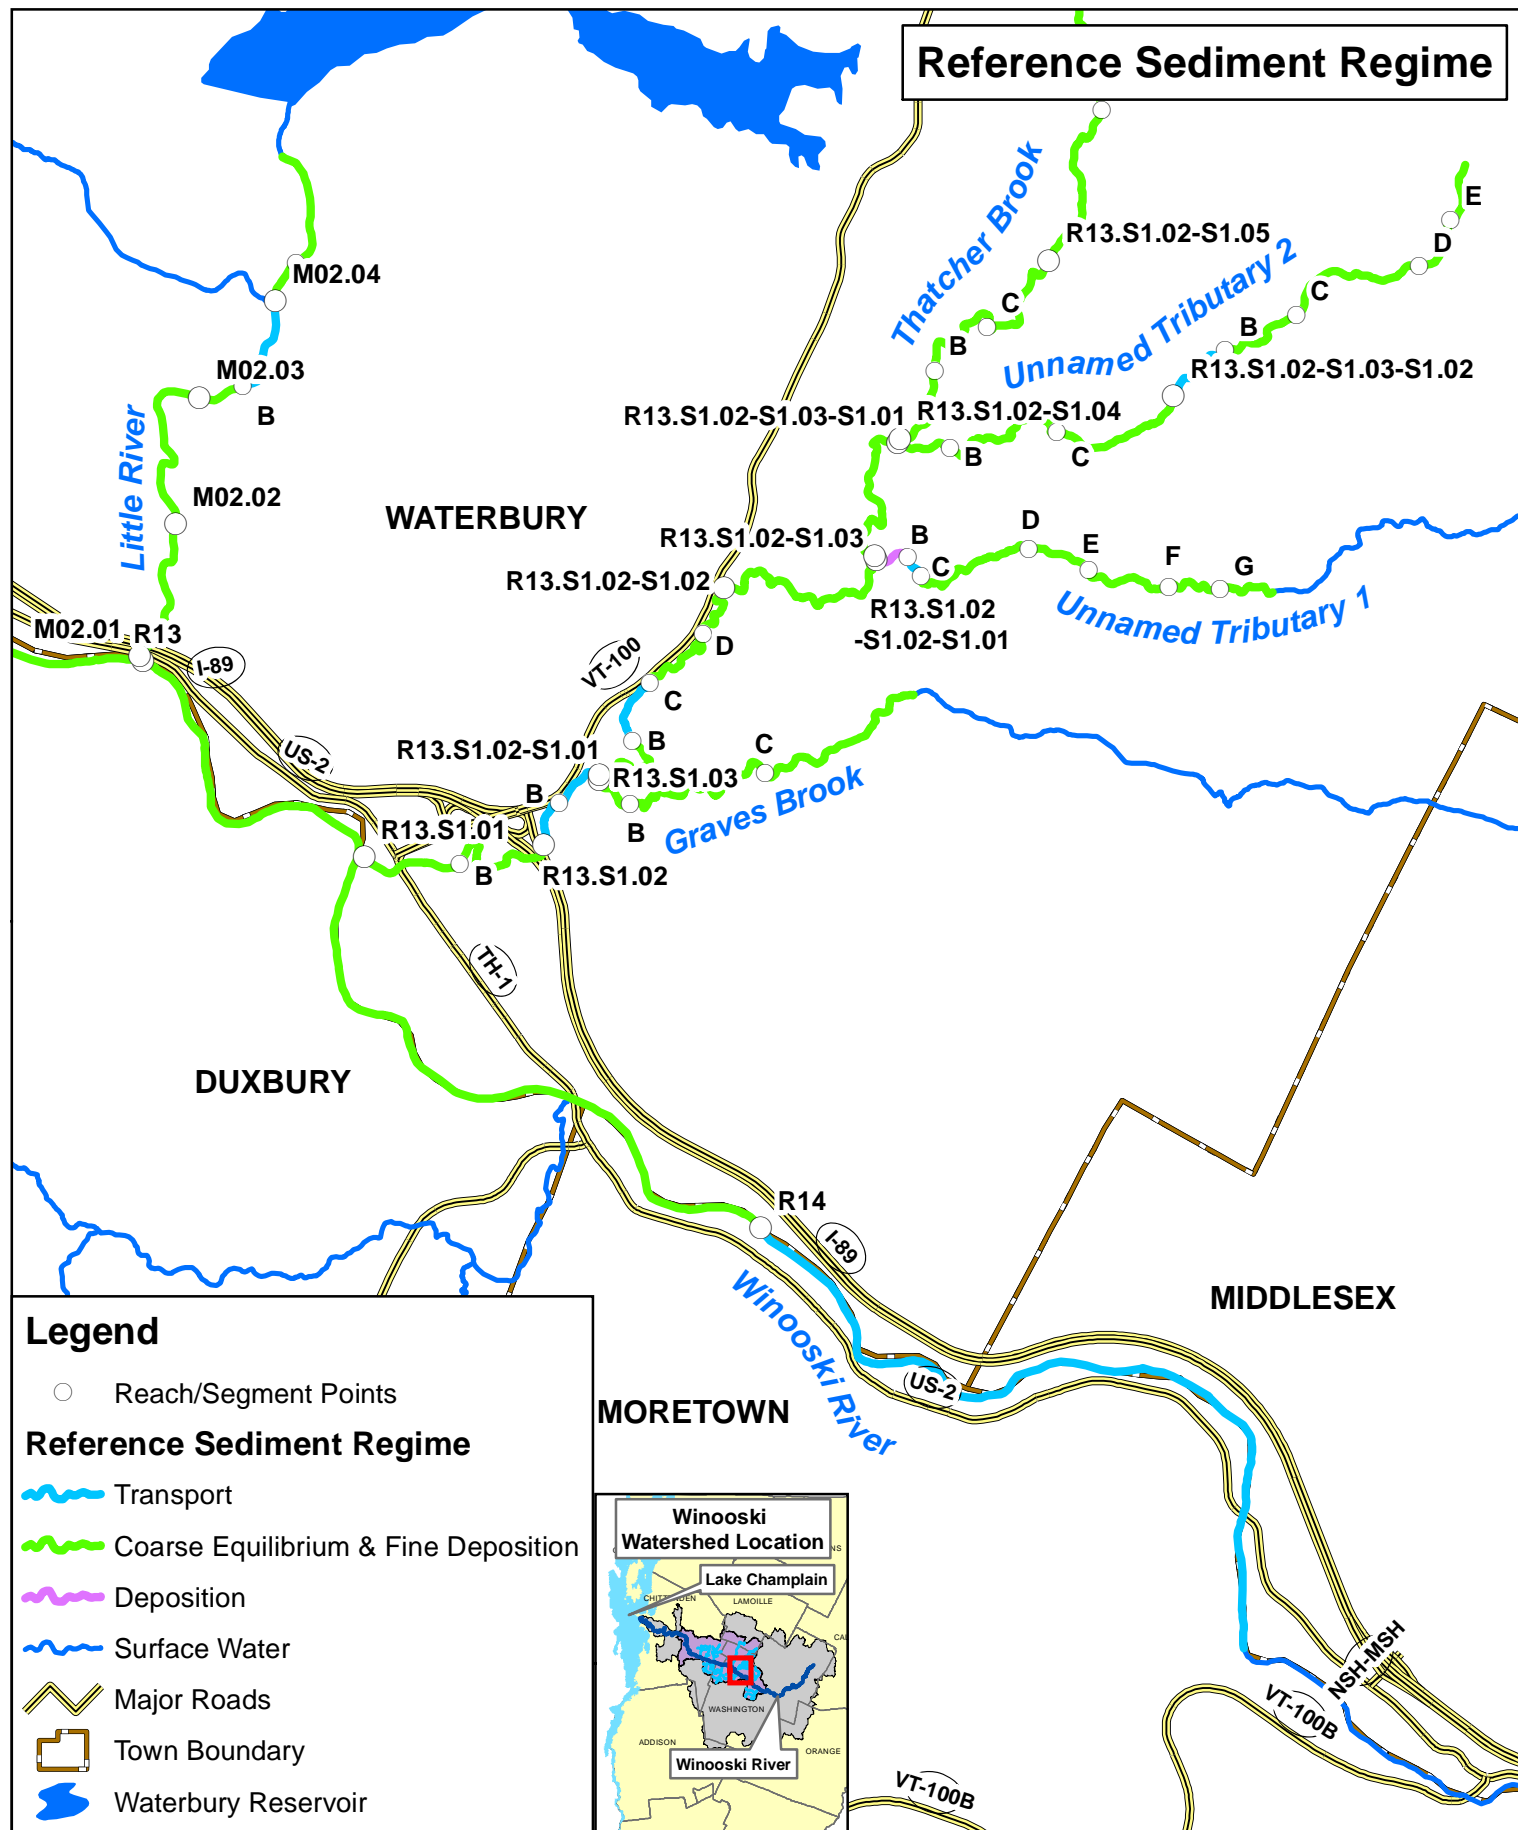 Reference Sediment Regime
Thatcher Brook
E
R13.S1.02-S1.05
D
M02.04
Unnamed Tributary 2
C
C
B
B
M02.03
R13.S1.02-S1.03-S1.02
B
R13.S1.02-S1.03-S1.01
R13.S1.02-S1.04
B
C
Little River
M02.02
WATERBURY
R13.S1.02-S1.03
B
D
E
F
G
C
R13.S1.02-S1.02
R13.S1.02
-S1.02-S1.01
Unnamed Tributary 1
M02.01
R13
I-89
D
VT-100
C
US-2
R13.S1.02-S1.01
B
C
R13.S1.03
B
B
Graves Brook
R13.S1.01
B
R13.S1.02
TH-1
DUXBURY
R14
I-89
Winooski River
MIDDLESEX
US-2
MORETOWN
NSH-MSH
VT-100B
VT-100B
Legend
Reach/Segment Points
Reference Sediment Regime
Transport
Coarse Equilibrium & Fine Deposition
Deposition
Surface Water
Major Roads
Town Boundary
Waterbury Reservoir
Winooski
Watershed Location
Lake Champlain
LAMOILLE
WASHINGTON
ADDISON
ORANGE
Winooski River